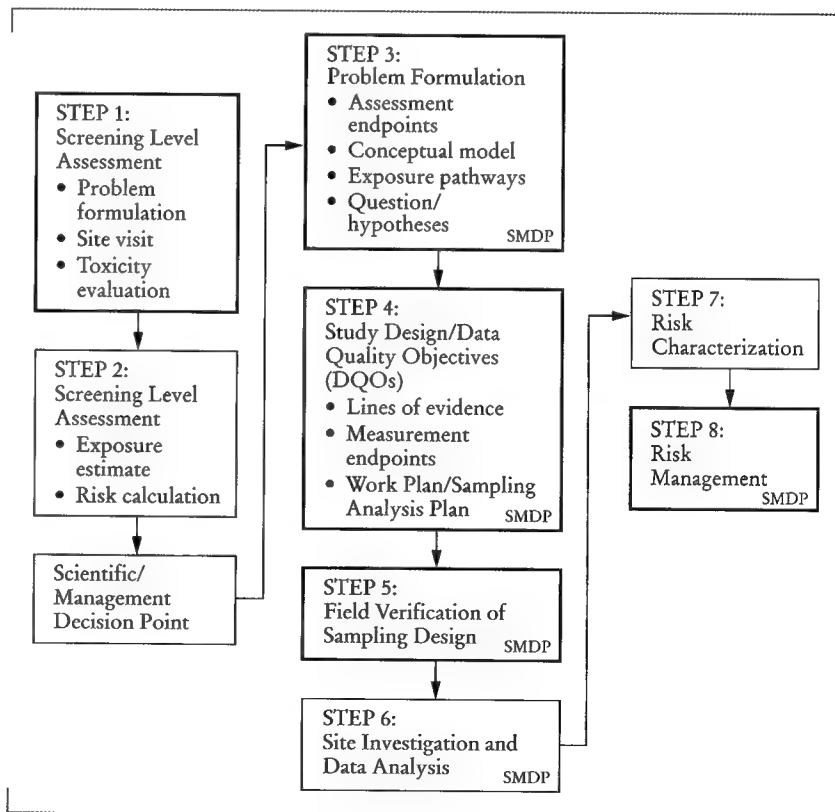 STEP 1:
Screening Level
Assessment
• Problem
formulation
• Site visit
• Toxicity
evaluation
STEP 2:
Screening Level
Assessment
• Exposure
estimate
• Risk calculation
Scientific/
Management
Decision Point
STEP 3:
Problem Formulation
• Assessment
endpoints
• Conceptual model
• Exposure pathways
• Question/
hypotheses
SMDP
STEP 4:
Study Design/Data
Quality Objectives
(DQOs)
• Lines of evidence
• Measurement
endpoints
• Work Plan/Sampling
Analysis Plan
SMDP
STEP 5:
Field Verification of
Sampling Design
SMDP
STEP 6:
Site Investigation and
Data Analysis
SMDP
STEP 7:
Risk
Characterization
STEP 8:
Risk
Management
SMDP